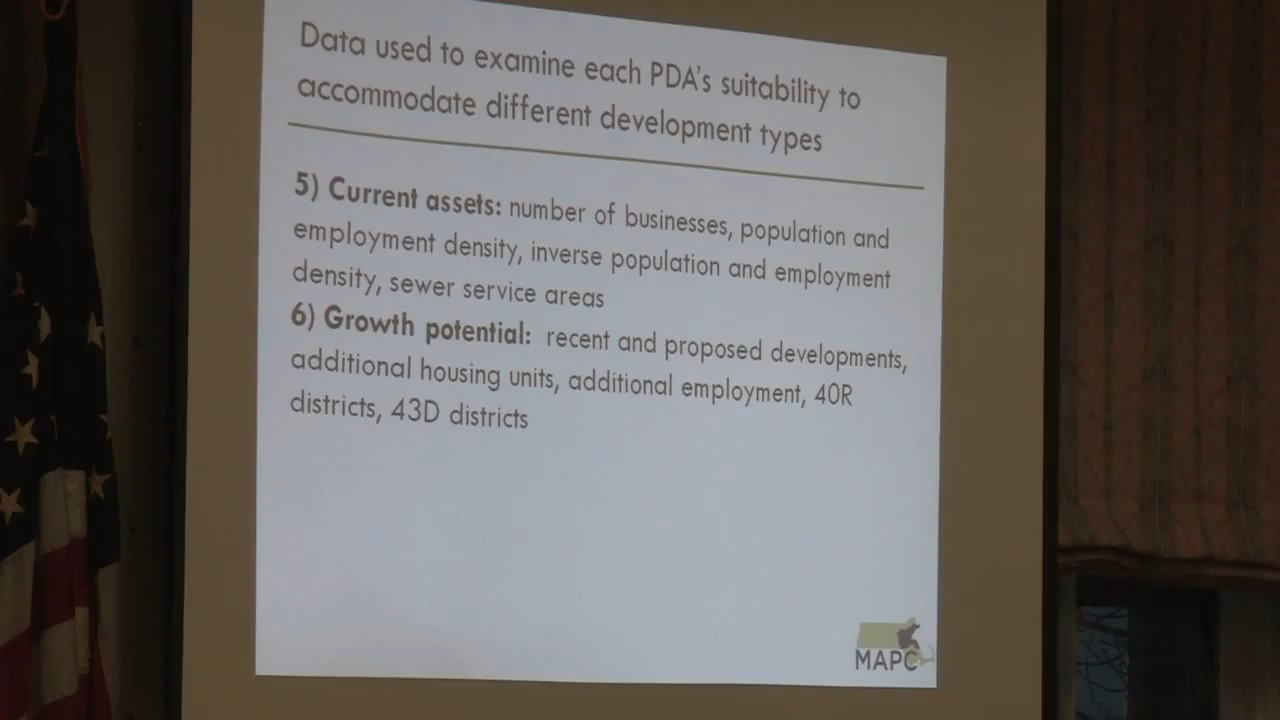 Data used to examine each PDA's suitability to
accommodate different development types
5) Current assets: number of businesses, population and
employment density, inverse population and employment
density, sewer service areas
6) Growth potential: recent and proposed developments,
additional housing units, additional employment, 40R
districts, 43D districts
MAPC